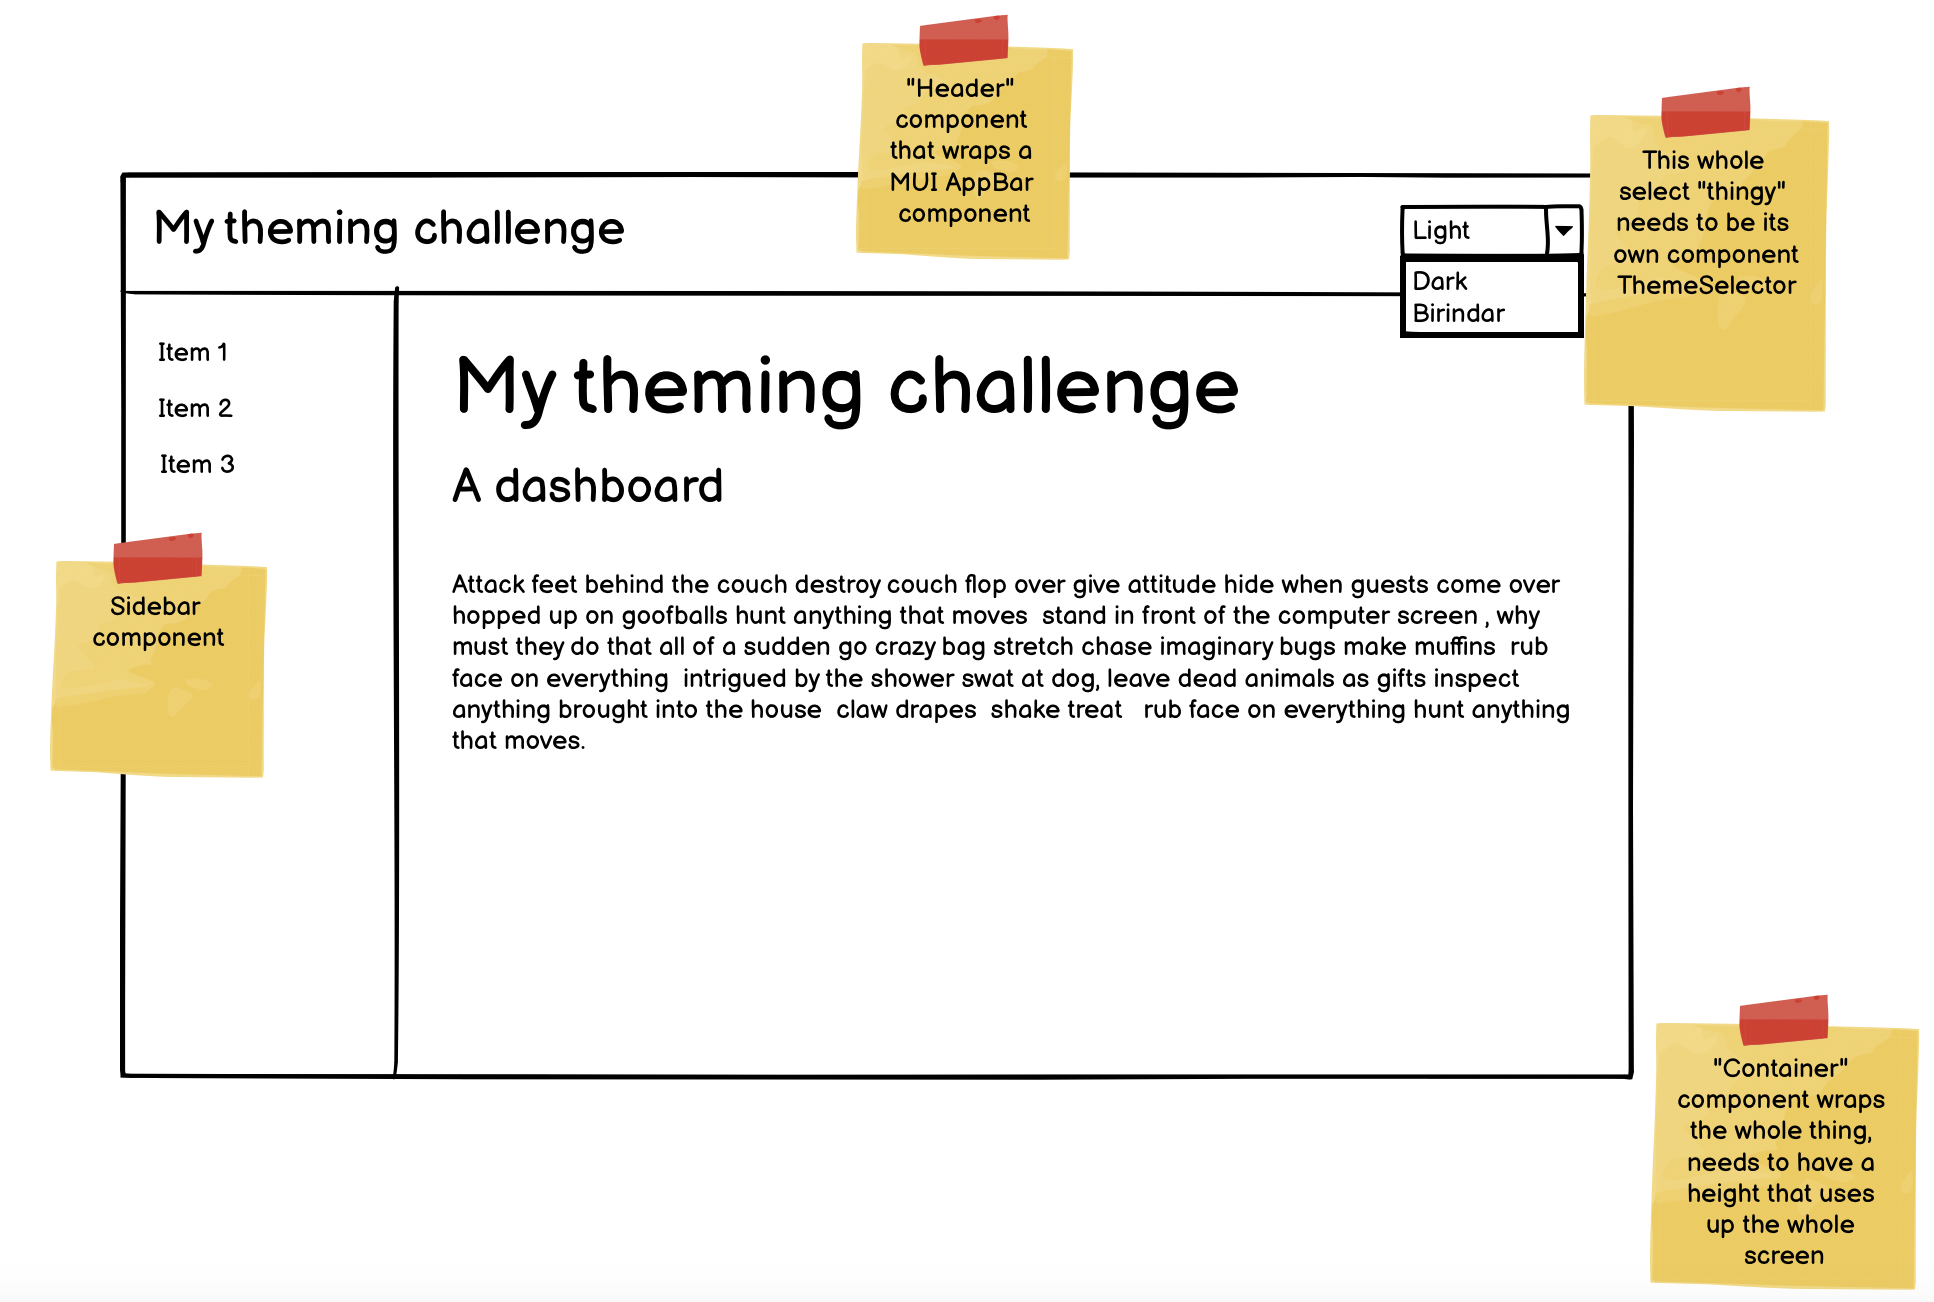 "Header"
component
that wraps a
MUI AppBar
component
This whole
select "thingy"
needs to be its
own component
ThemeSelector
My theming challenge
Light
Dark
Birindar
Item 1
Item 2
Item 3
My theming challenge
A dashboard
Sidebar
component
Attack feet behind the couch destroy couch flop over give attitude hide when guests come over
hopped up on goofballs hunt anything that moves stand in front of the computer screen , why
must they do that all of a sudden go crazy bag stretch chase imaginary bugs make muffins rub
face on everything intrigued by the shower swat at dog, leave dead animals as gifts inspect
anything brought into the house claw drapes shake treat rub face on everything hunt anything
that moves.
"Container"
component wraps
the whole thing,
needs to have a
height that uses
up the whole
screen